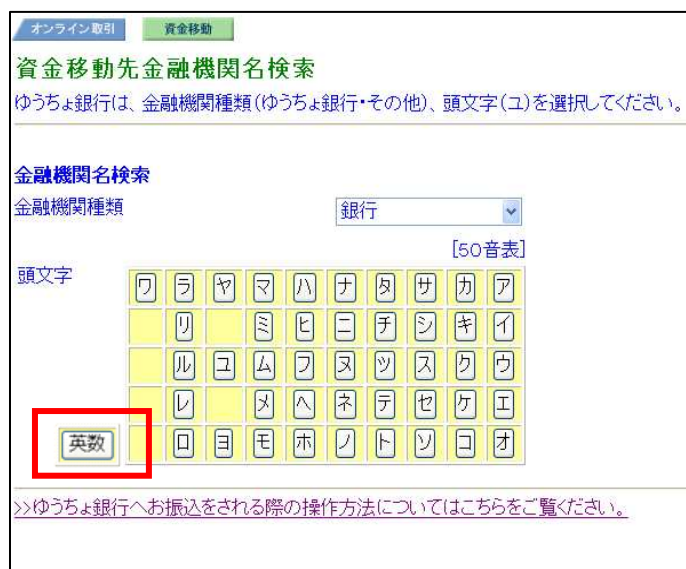 オンライン取引 資金移動
資金移動先金融機関名検索
ゆうちょ銀行は、金融機関種類(ゆうちょ銀行・その他)、頭文字(ユ)を選択してください。
金融機関名検索
金融機関種類 銀行
[50音表]
頭文字 ワ ラ ヤ マ ハ ナ タ サ カ ア
リ ミ ヒ ニ チ シ キ イ
ル ユ ム フ ヌ ツ ス ク ウ
レ メ ヘ ネ テ セ ケ エ
英数 ロ ヨ モ ホ ノ ト ソ コ オ
>>ゆうちょ銀行へお振込をされる際の操作方法についてはこちらをご覧ください。